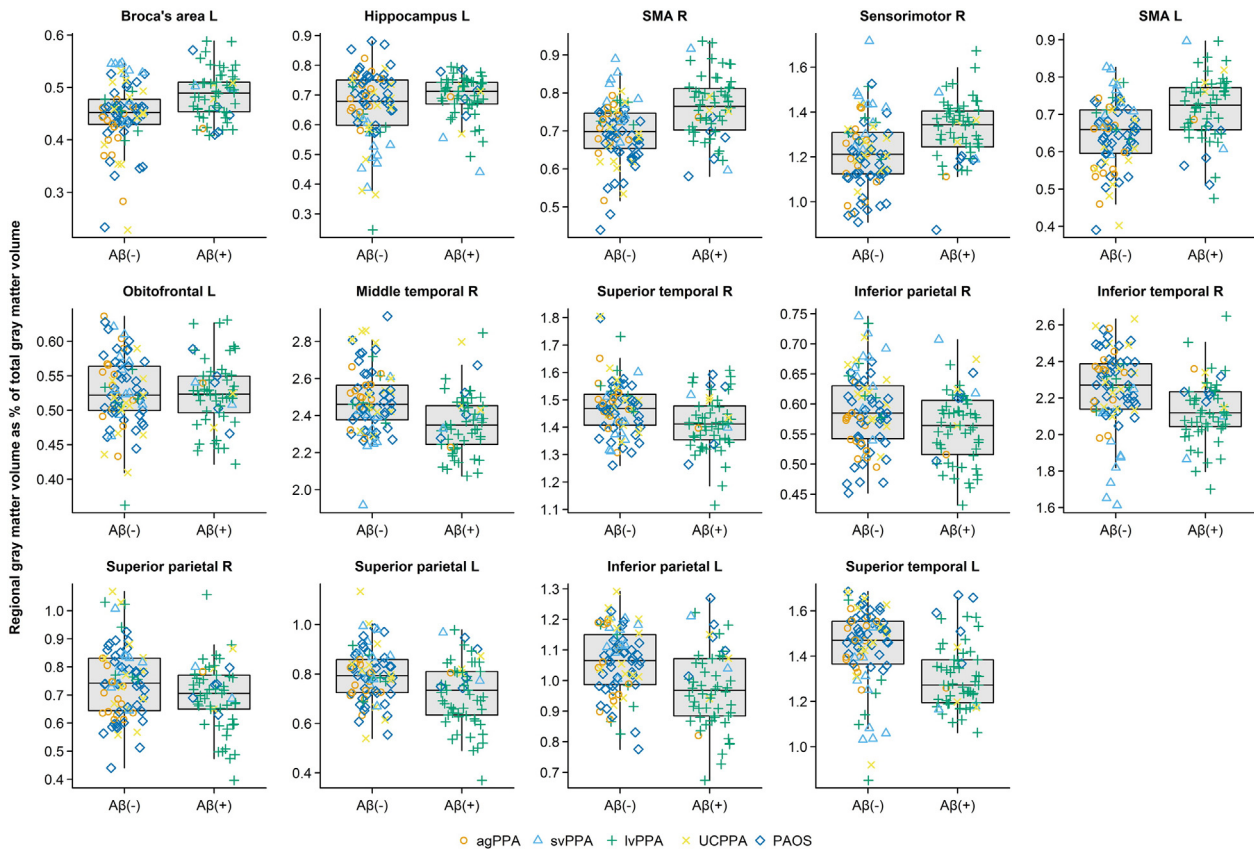 Broca's area L
Hippocampus L
SMA R
Sensorimotor R
SMA L
0.6
0.5
0.4
0.3
Aβ(-) Aβ(+)
0.9
0.8
0.7
0.6
0.5
0.4
0.3
Aβ(-) Aβ(+)
0.9
0.8
0.7
0.6
0.5
Aβ(-) Aβ(+)
1.6
1.4
1.2
1.0
Aβ(-) Aβ(+)
0.9
0.8
0.7
0.6
0.5
0.4
Aβ(-) Aβ(+)
Regional gray matter volume as % of total gray matter volume
Obitofrontal L
Middle temporal R
Superior temporal R
Inferior parietal R
Inferior temporal R
0.60
0.55
0.50
0.45
0.40
Aβ(-) Aβ(+)
2.8
2.6
2.4
2.2
2.0
Aβ(-) Aβ(+)
1.8
1.7
1.6
1.5
1.4
1.3
1.2
1.1
Aβ(-) Aβ(+)
0.75
0.70
0.65
0.60
0.55
0.50
0.45
Aβ(-) Aβ(+)
2.6
2.4
2.2
2.0
1.8
1.6
Aβ(-) Aβ(+)
Superior parietal R
Superior parietal L
Inferior parietal L
Superior temporal L
1.0
0.9
0.8
0.7
0.6
0.5
0.4
Aβ(-) Aβ(+)
1.0
0.8
0.6
0.4
Aβ(-) Aβ(+)
1.3
1.2
1.1
1.0
0.9
0.8
0.7
Aβ(-) Aβ(+)
1.6
1.4
1.2
1.0
Aβ(-) Aβ(+)
agPPA svPPA lvPPA UCPPA PAOS